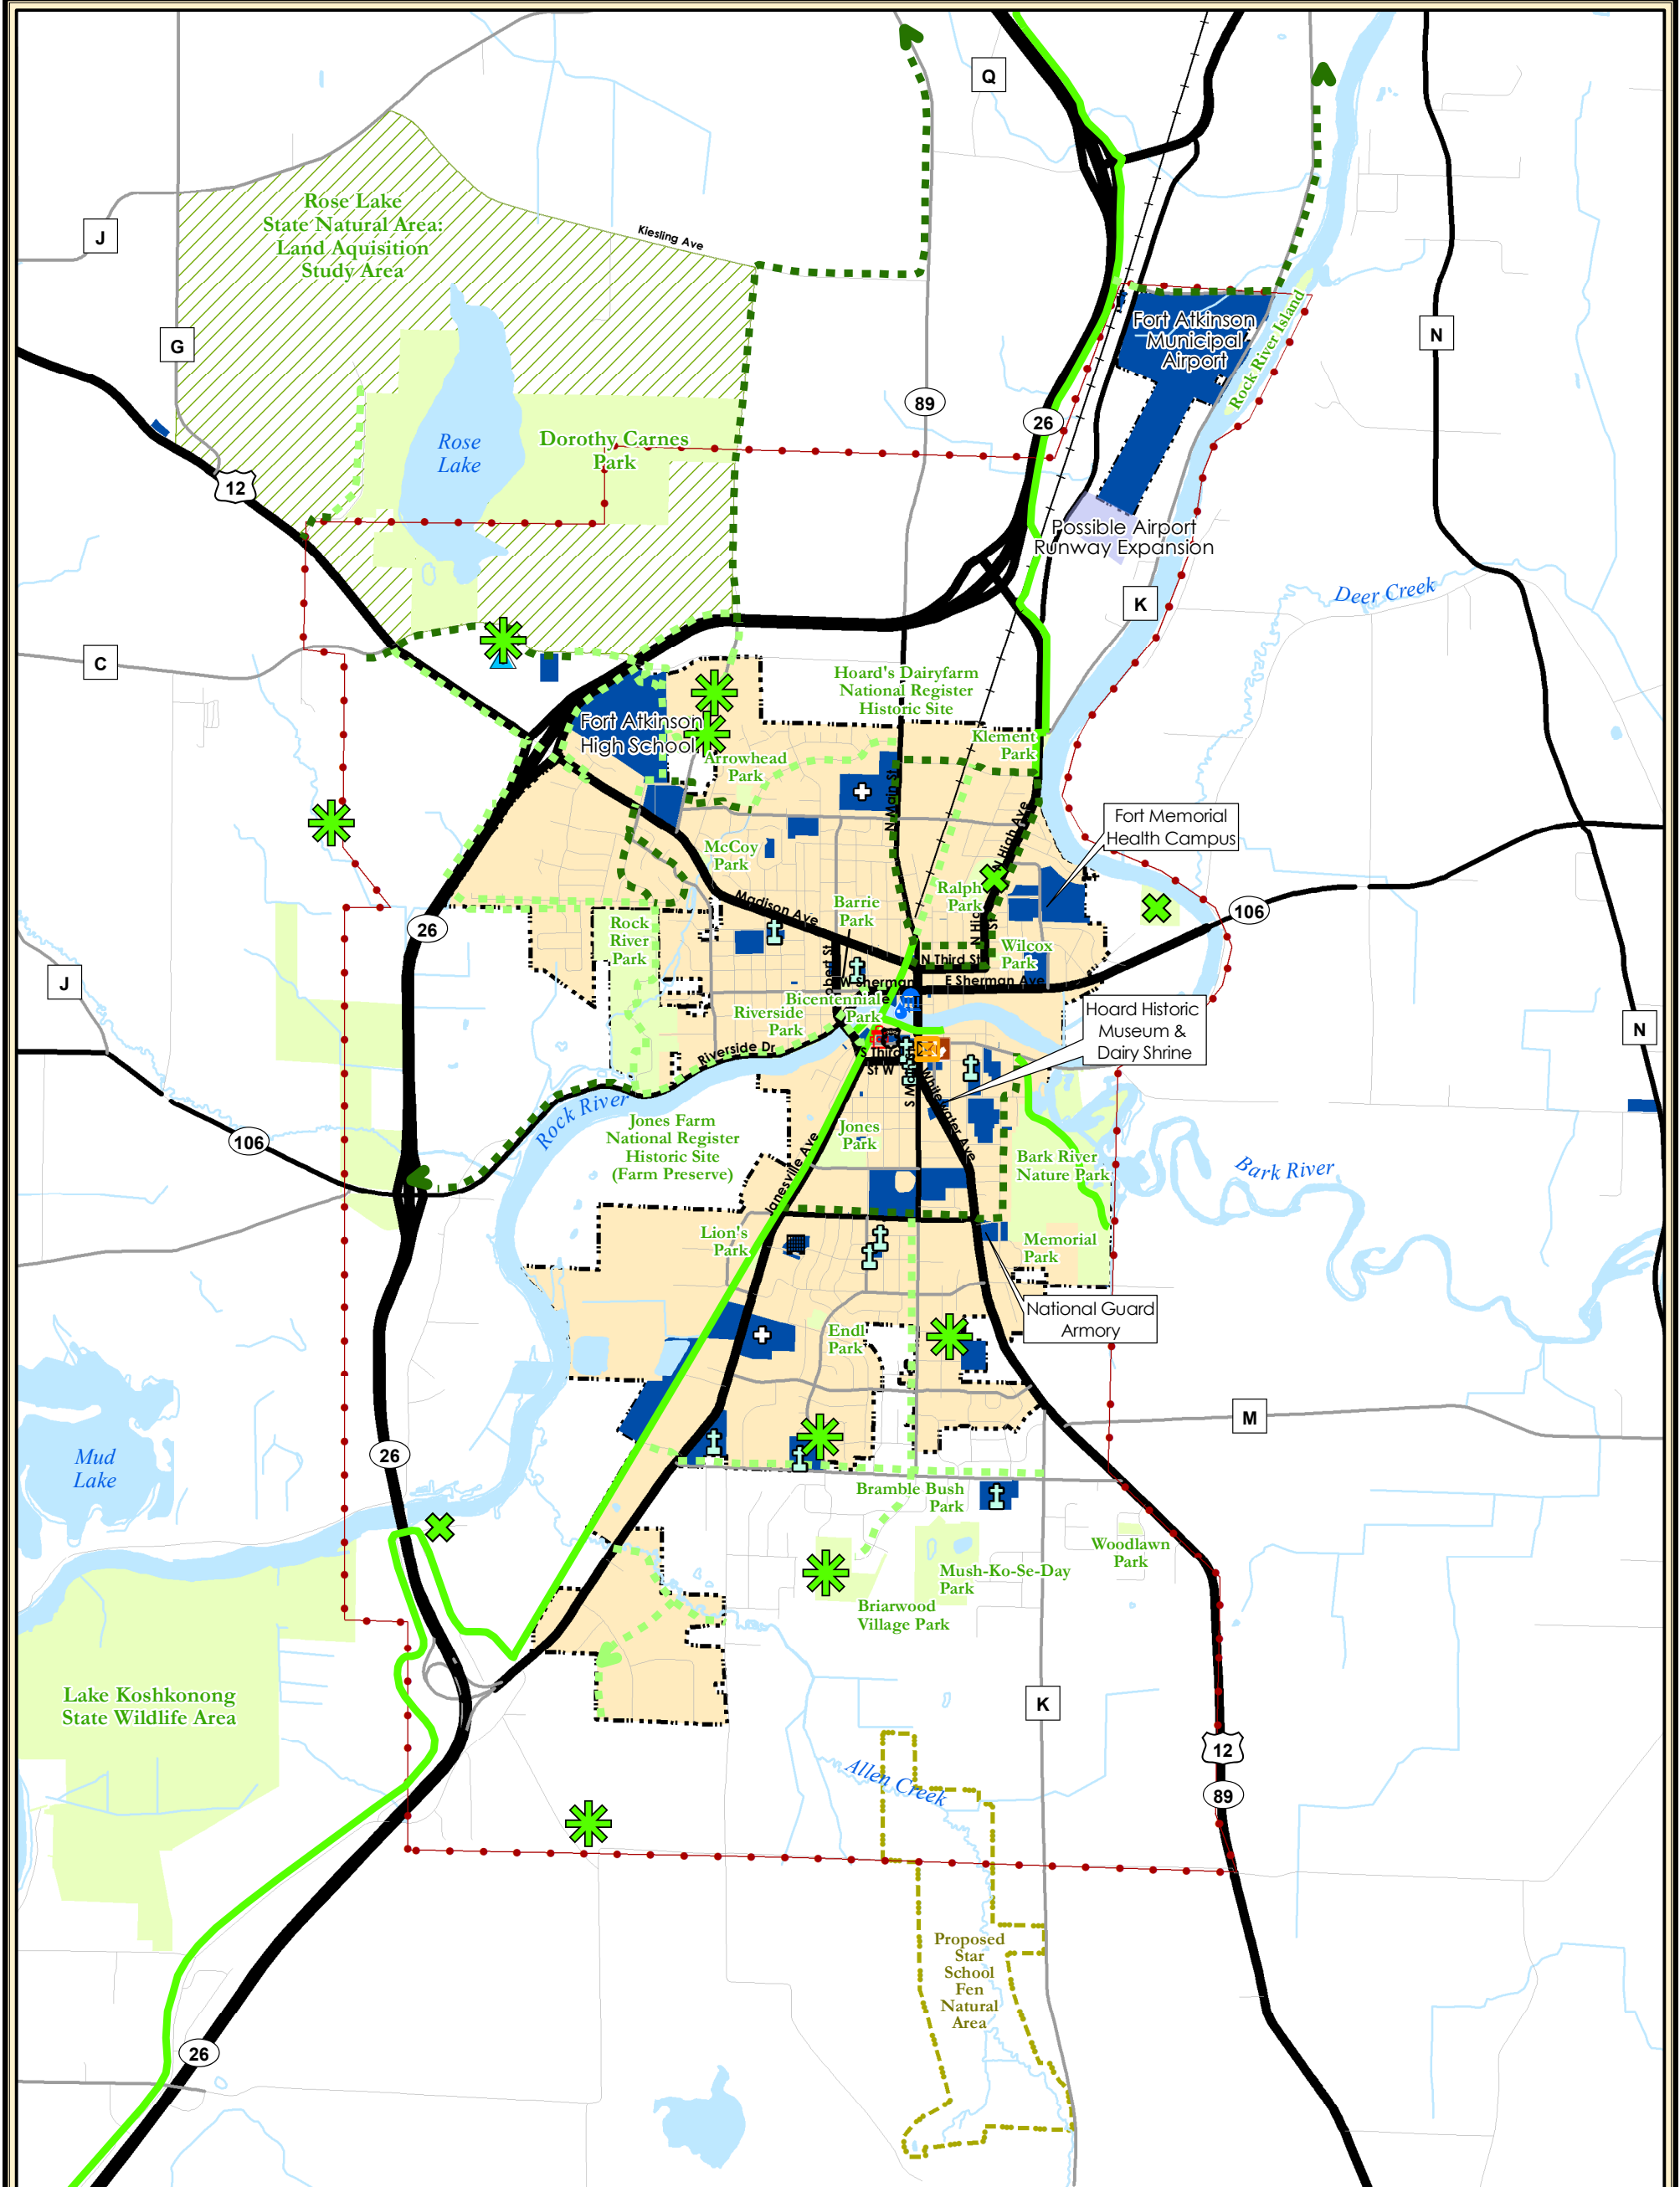 Q
Rose Lake
State Natural Area:
Land Aquisition
Study Area
Kiesling Ave
J
G
N
Fort Atkinson
Municipal
Airport
Rock River Island
89
26
Rose
Lake
Dorothy Carnes
Park
12
Possible Airport
Runway Expansion
Deer Creek
K
C
Hoard's Dairyfarm
National Register
Historic Site
Fort Atkinson
High School
Klement
Park
Arrowhead
Park
N Main St
N High Ave
Fort Memorial
Health Campus
McCoy
Park
Madison Ave
Barrie
Park
Ralph
Park
106
26
Rock
River
Park
Wilcox
Park
N Third St
W Sherman
E Sherman Ave
J
Bicentennial
Park
Riverside
Park
Hoard Historic
Museum &
Dairy Shrine
N
Riverside Dr
S Third
St W
Whitewater Ave
Rock River
106
Jones Farm
National Register
Historic Site
(Farm Preserve)
Jones
Park
Janesville Ave
Bark River
Nature Park
Bark River
Lion's
Park
Memorial
Park
National Guard
Armory
Endl
Park
M
26
Mud
Lake
Bramble Bush
Park
Woodlawn
Park
Mush-Ko-Se-Day
Park
Briarwood
Village Park
Lake Koshkonong
State Wildlife Area
K
12
89
Allen Creek
Proposed
Star
School
Fen
Natural
Area
26